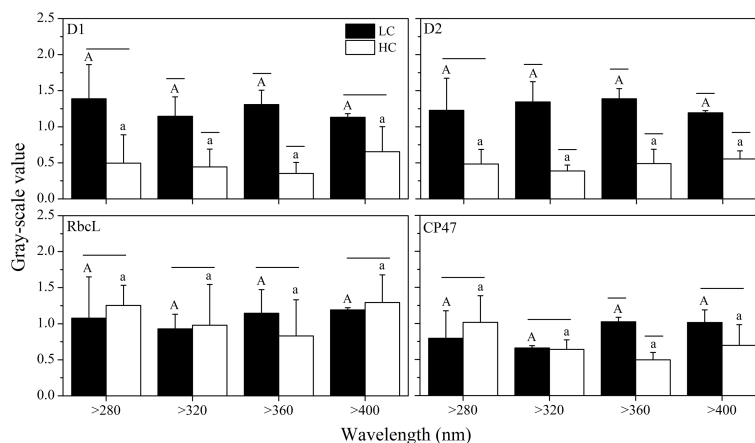 D1
LC
HC
D2
2.5
2.0
1.5
1.0
0.5
0.0
A a A a A a A a
A a A a A a A a
Gray-scale value
RbcL
CP47
2.5
2.0
1.5
1.0
0.5
0.0
A a A a A a A a
A a A a A a A a
>280 >320 >360 >400
>280 >320 >360 >400
Wavelength (nm)